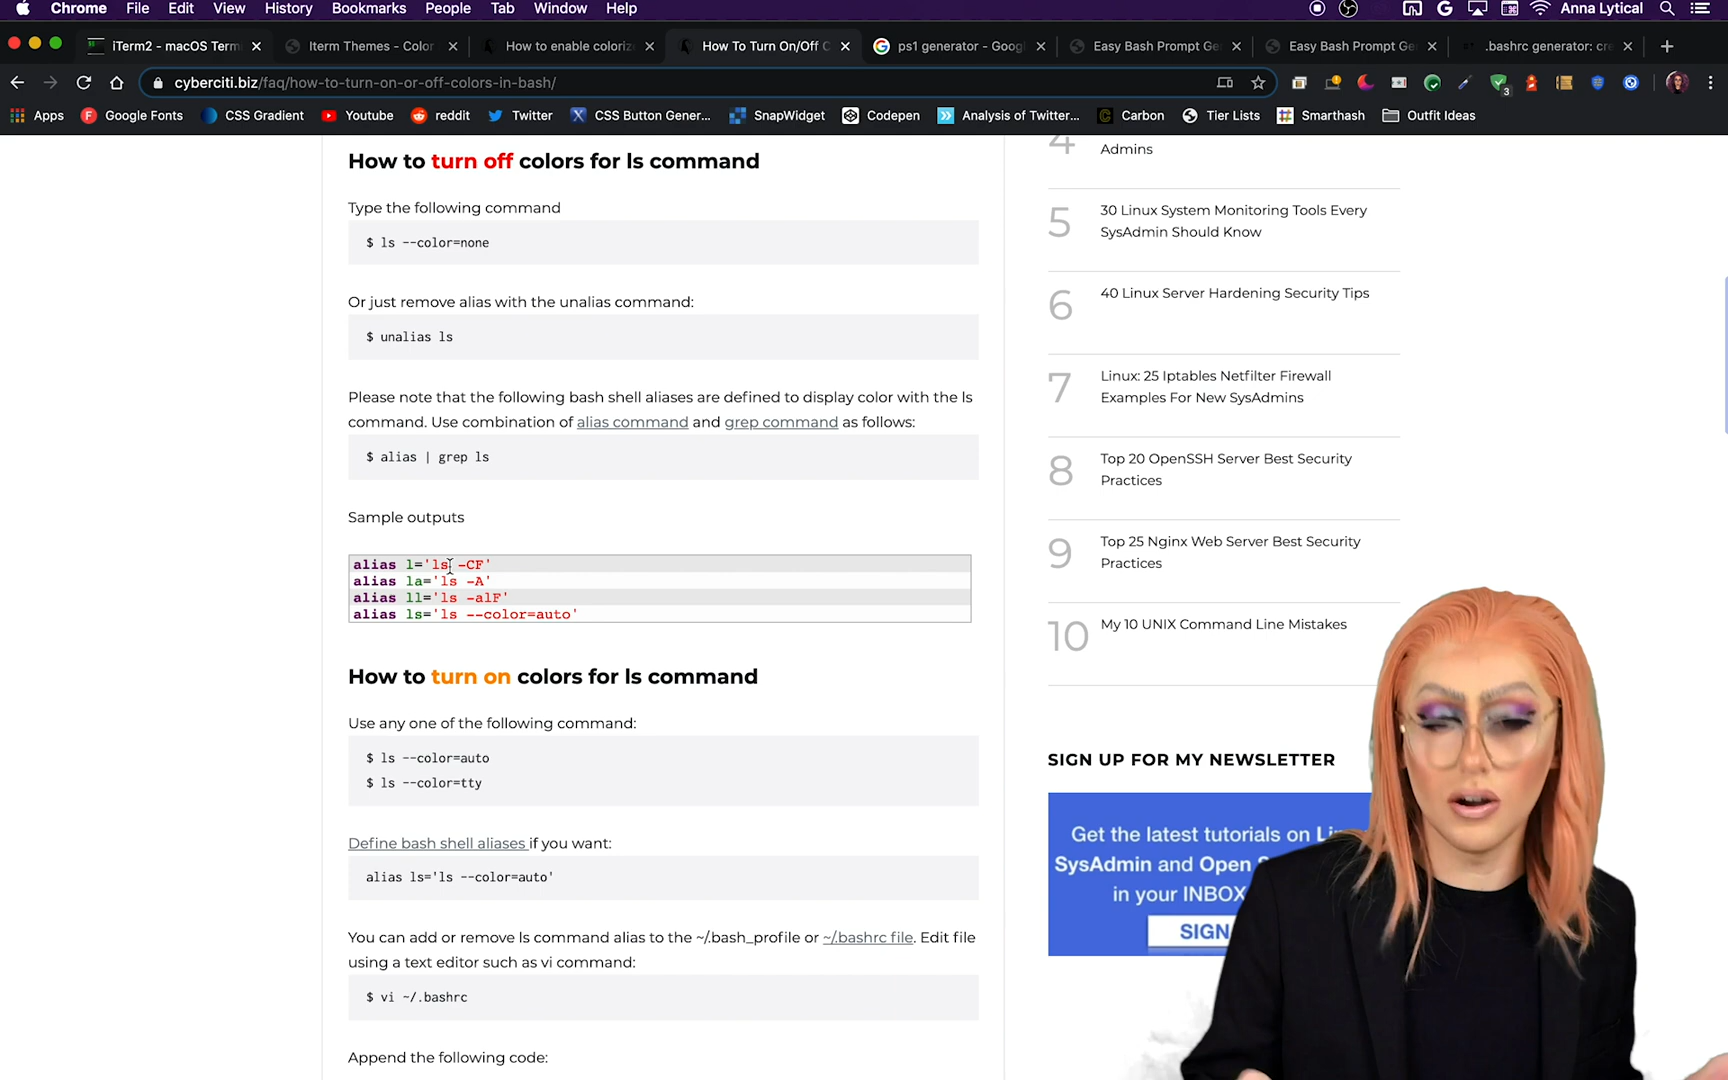 Chrome File Edit View History Bookmarks People Tab Window Help Anna Lytical
iTerm2 - macOS Termi Iterm Themes - Color How to enable colorize How To Turn On/Off C ps1 generator - Goog Easy Bash Prompt Ge Easy Bash Prompt Ge .bashrc generator: cre
cyberciti.biz/faq/how-to-turn-on-or-off-colors-in-bash/
3
Apps Google Fonts CSS Gradient Youtube reddit Twitter CSS Button Gener... SnapWidget Codepen Analysis of Twitter... Carbon Tier Lists Smarthash Outfit Ideas
How to turn off colors for ls command
Type the following command
$ ls --color=none
Or just remove alias with the unalias command:
$ unalias ls
Please note that the following bash shell aliases are defined to display color with the ls
command. Use combination of alias command and grep command as follows:
$ alias | grep ls
Sample outputs
alias l='ls -CF'
alias la='ls -A'
alias ll='ls -alF'
alias ls='ls --color=auto'
How to turn on colors for ls command
Use any one of the following command:
$ ls --color=auto
$ ls --color=tty
Define bash shell aliases if you want:
alias ls='ls --color=auto'
You can add or remove ls command alias to the ~/.bash_profile or ~/.bashrc file. Edit file
using a text editor such as vi command:
$ vi ~/.bashrc
Append the following code:
4
Admins
5 30 Linux System Monitoring Tools Every
SysAdmin Should Know
6 40 Linux Server Hardening Security Tips
7 Linux: 25 Iptables Netfilter Firewall
Examples For New SysAdmins
8 Top 20 OpenSSH Server Best Security
Practices
9 Top 25 Nginx Web Server Best Security
Practices
10 My 10 UNIX Command Line Mistakes
SIGN UP FOR MY NEWSLETTER
Get the latest tutorials on Li
SysAdmin and Open S
in your INBOX
SIGN